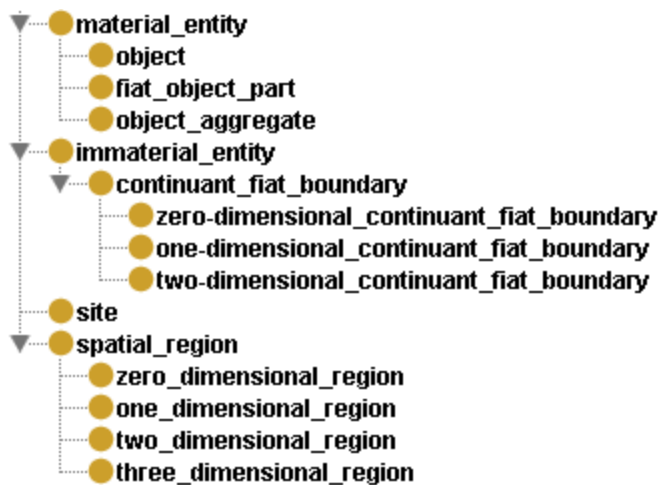 material_entity
object
fiat_object_part
object_aggregate
immaterial_entity
continuant_fiat_boundary
zero-dimensional_continuant_fiat_boundary
one-dimensional_continuant_fiat_boundary
two-dimensional_continuant_fiat_boundary
site
spatial_region
zero_dimensional_region
one_dimensional_region
two_dimensional_region
three_dimensional_region